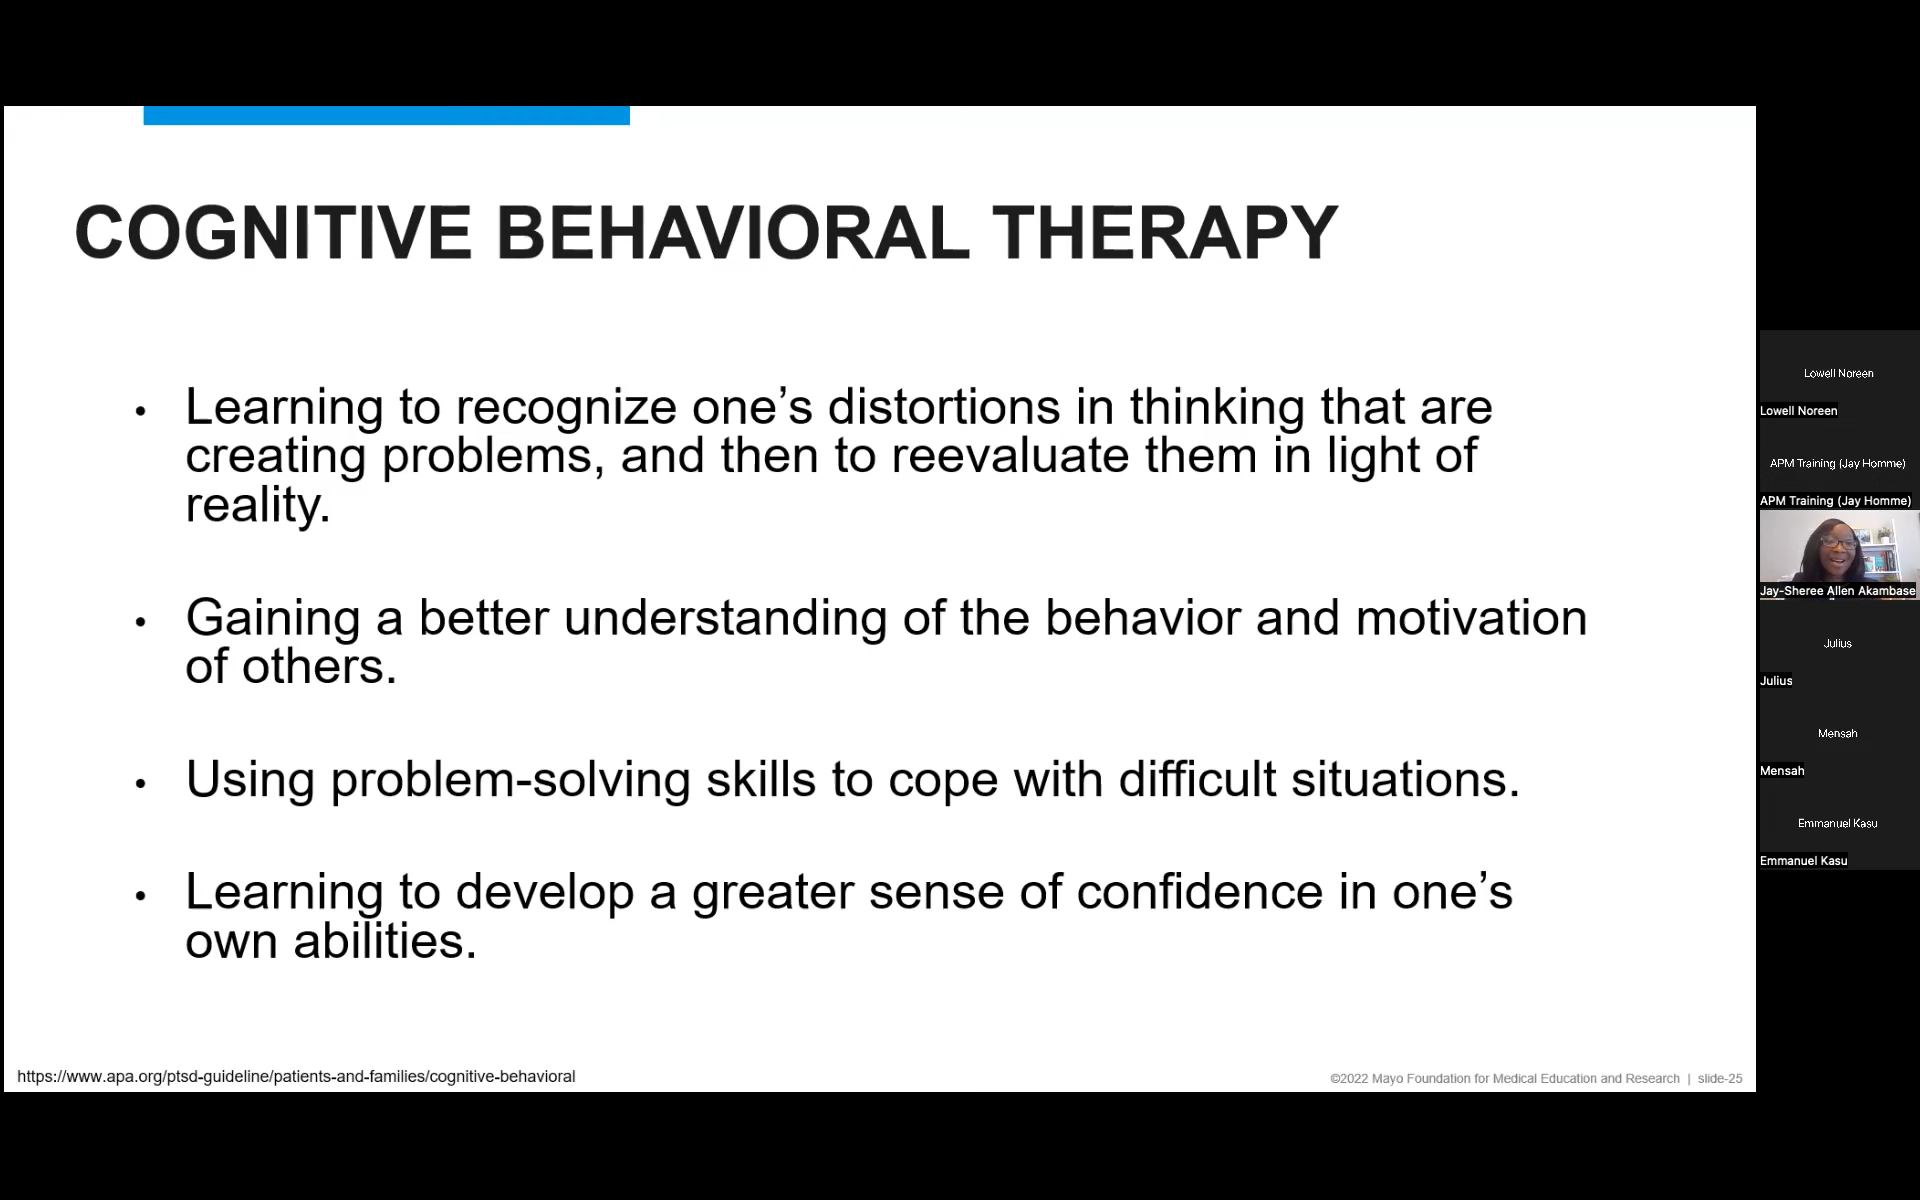 COGNITIVE BEHAVIORAL THERAPY
• Learning to recognize one’s distortions in thinking that are
creating problems, and then to reevaluate them in light of
reality.
• Gaining a better understanding of the behavior and motivation
of others.
• Using problem-solving skills to cope with difficult situations.
• Learning to develop a greater sense of confidence in one’s
own abilities.
https://www.apa.org/ptsd-guideline/patients-and-families/cognitive-behavioral
©2022 Mayo Foundation for Medical Education and Research | slide-25
Lowell Noreen
Lowell Noreen
APM Training (Jay Homme)
APM Training (Jay Homme)
Jay-Sheree Allen Akambase
Julius
Julius
Mensah
Mensah
Emmanuel Kasu
Emmanuel Kasu